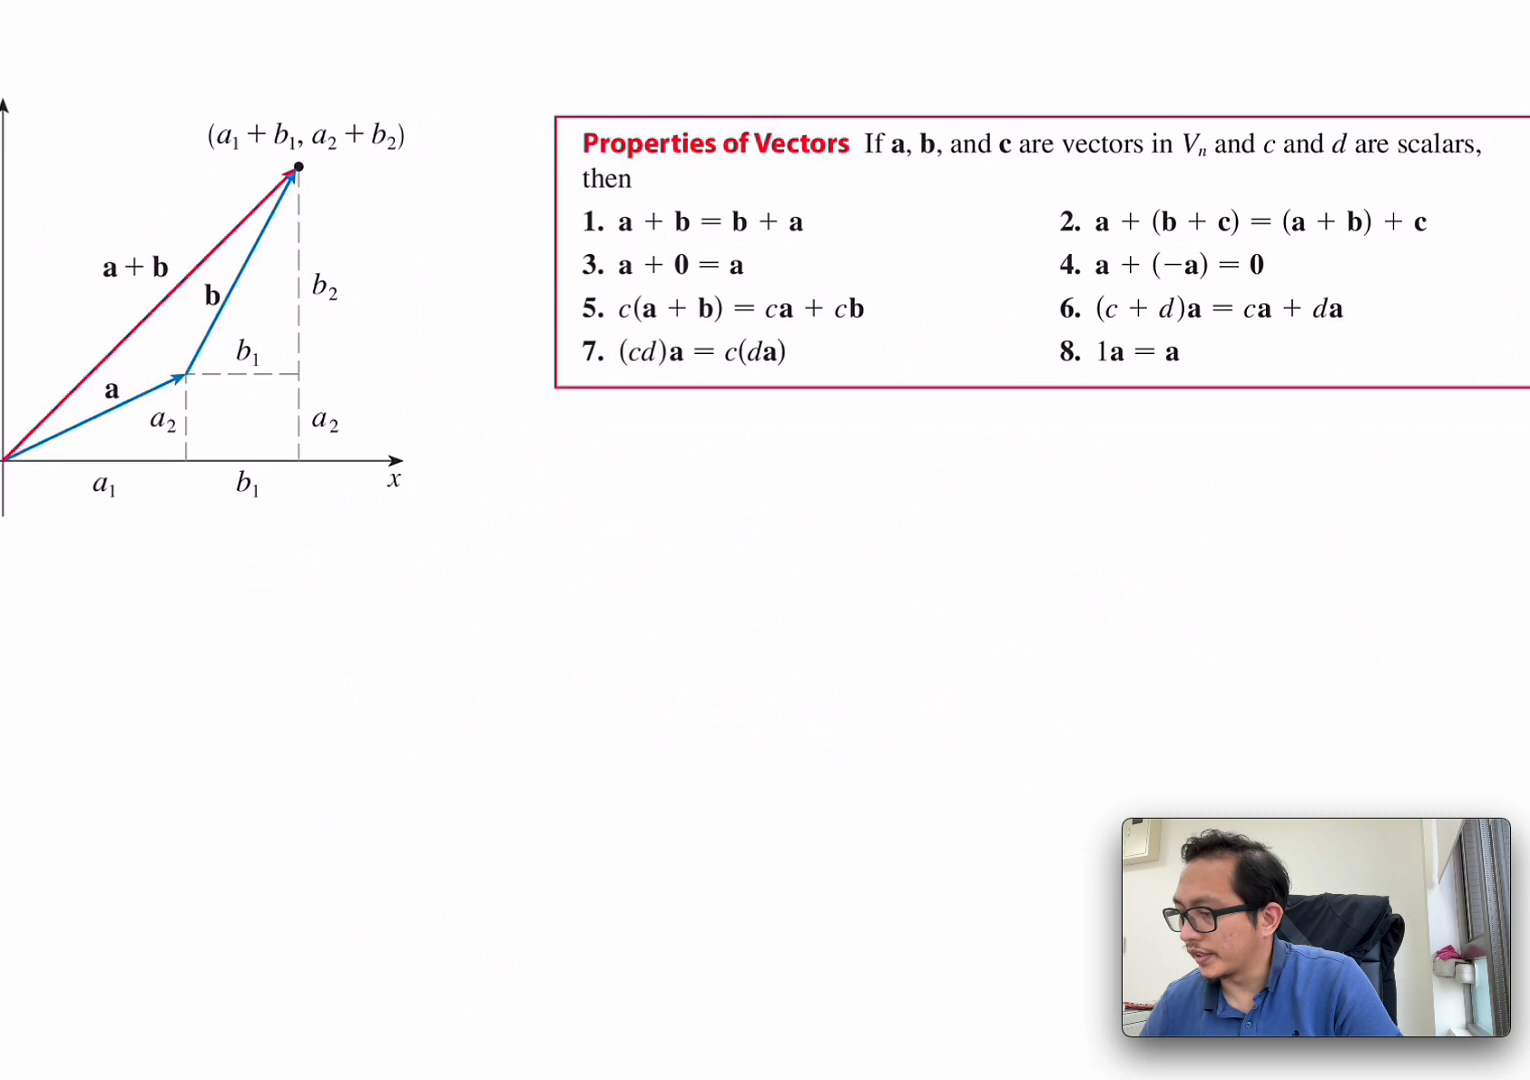 (a₁ + b₁, a₂ + b₂)
a + b
b
b₂
b₁
a
a₂
a₂
a₁
b₁
x
Properties of Vectors If a, b, and c are vectors in Vₙ and c and d are scalars,
then
1. a + b = b + a
2. a + (b + c) = (a + b) + c
3. a + 0 = a
4. a + (−a) = 0
5. c(a + b) = ca + cb
6. (c + d)a = ca + da
7. (cd)a = c(da)
8. 1a = a